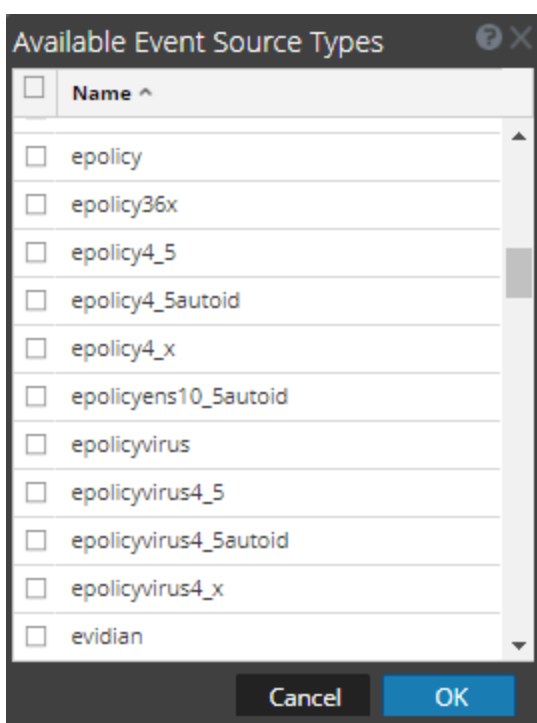 Available Event Source Types
Name
epolicy
epolicy36x
epolicy4_5
epolicy4_5autoid
epolicy4_x
epolicyens10_5autoid
epolicyvirus
epolicyvirus4_5
epolicyvirus4_5autoid
epolicyvirus4_x
evidian
Cancel OK